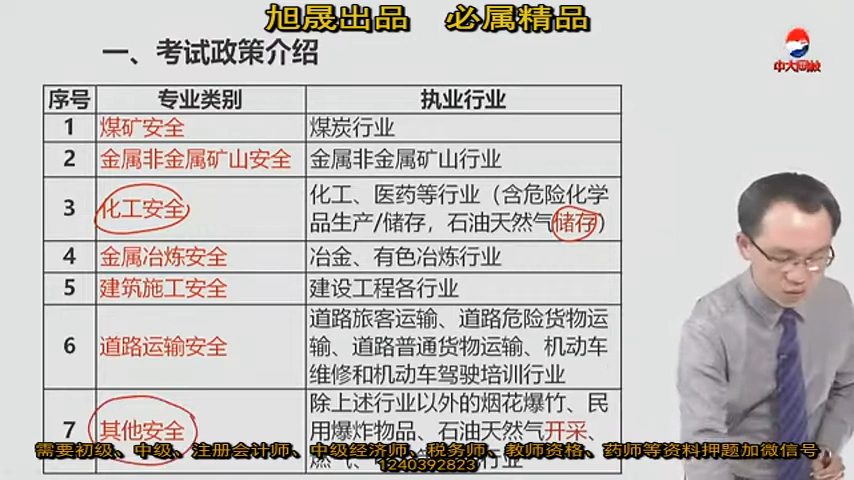 旭晟出品 必属精品
一、考试政策介绍
中大网校
序号 专业类别 执业行业
1 煤矿安全 煤炭行业
2 金属非金属矿山安全 金属非金属矿山行业
3 化工安全 化工、医药等行业（含危险化学
品生产/储存，石油天然气储存）
4 金属冶炼安全 冶金、有色冶炼行业
5 建筑施工安全 建设工程各行业
6 道路运输安全 道路旅客运输、道路危险货物运
输、道路普通货物运输、机动车
维修和机动车驾驶培训行业
7 其他安全 除上述行业以外的烟花爆竹、民
用爆炸物品、石油天然气开采、
需要初级、中级、注册会计师、中级经济师、税务师、教师资格、药师等资料押题加微信号
1240392823
燃气、 行业